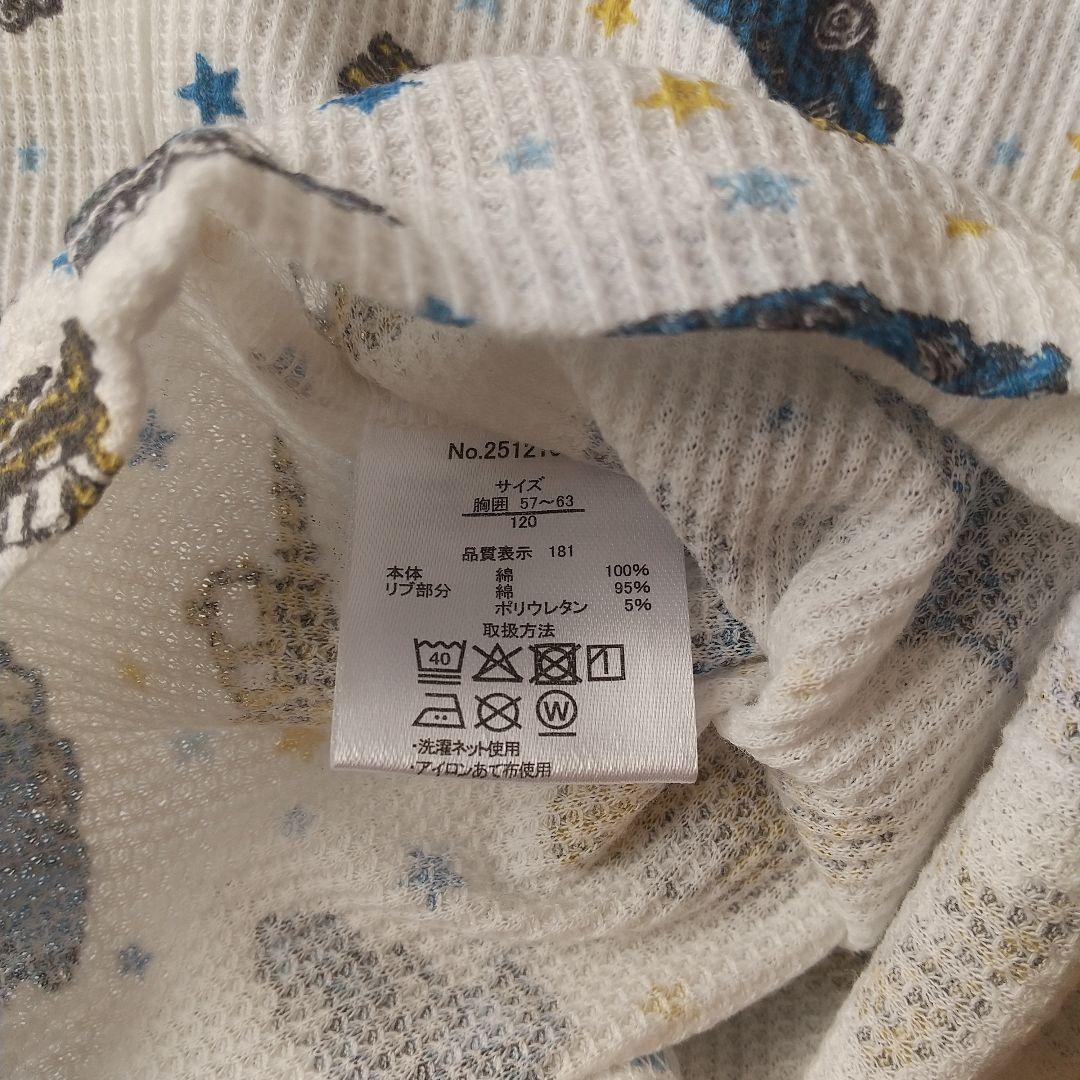 No.25121
サイズ
胸囲 57～63
120
品質表示 181
本体 綿 100%
リブ部分 綿 95%
ポリウレタン 5%
取扱方法
40
W
・洗濯ネット使用
・アイロンあて布使用